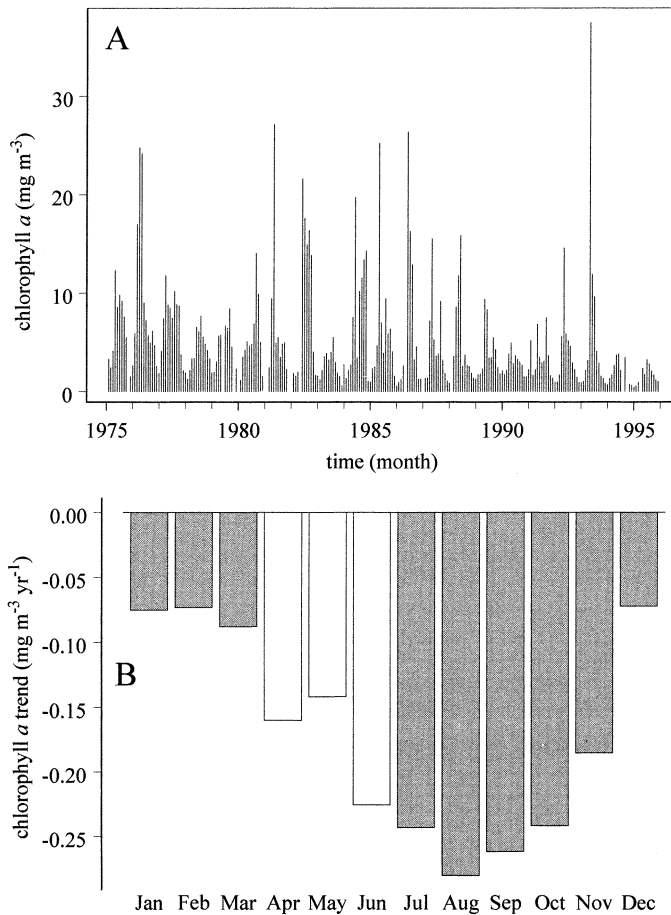 A
chlorophyll a (mg m⁻³)
30
20
10
0
1975 1980 1985 1990 1995
time (month)
B
chlorophyll a trend (mg m⁻³ yr⁻¹)
0.00
-0.05
-0.10
-0.15
-0.20
-0.25
Jan Feb Mar Apr May Jun Jul Aug Sep Oct Nov Dec